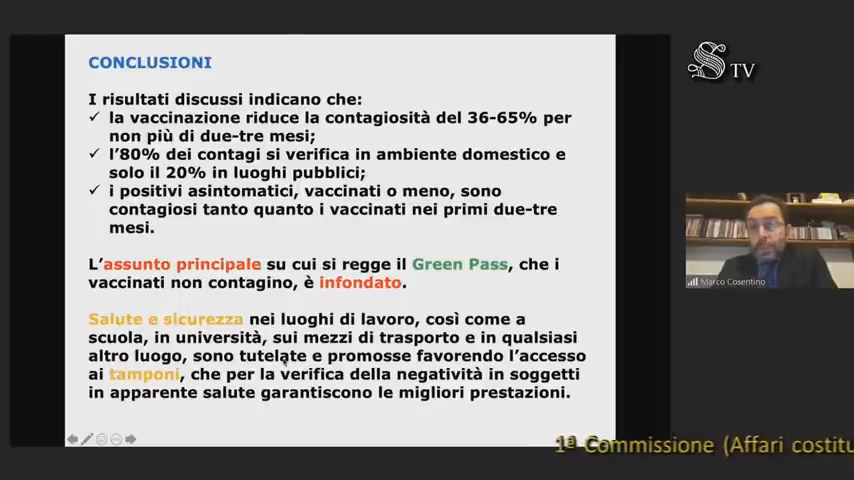 CONCLUSIONI
I risultati discussi indicano che:
✓ la vaccinazione riduce la contagiosità del 36-65% per
non più di due-tre mesi;
✓ l'80% dei contagi si verifica in ambiente domestico e
solo il 20% in luoghi pubblici;
✓ i positivi asintomatici, vaccinati o meno, sono
contagiosi tanto quanto i vaccinati nei primi due-tre
mesi.
L'assunto principale su cui si regge il Green Pass, che i
vaccinati non contagino, è infondato.
Salute e sicurezza nei luoghi di lavoro, così come a
scuola, in università, sui mezzi di trasporto e in qualsiasi
altro luogo, sono tutelate e promosse favorendo l'accesso
ai tamponi, che per la verifica della negatività in soggetti
in apparente salute garantiscono le migliori prestazioni.
S TV
Marco Cosentino
1ª Commissione (Affari costitu